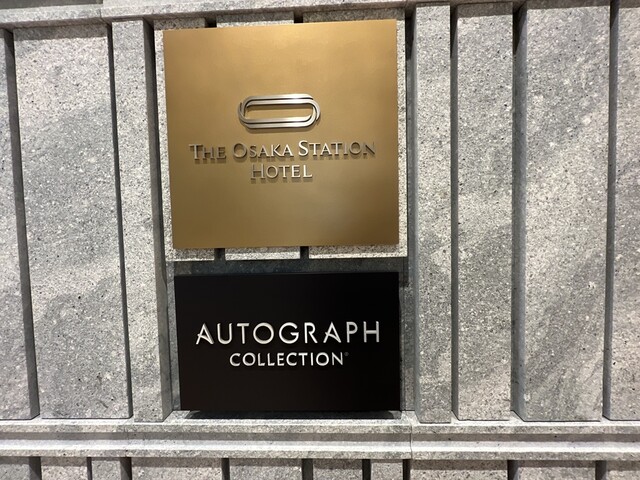 THE OSAKA STATION
HOTEL
AUTOGRAPH
COLLECTION®